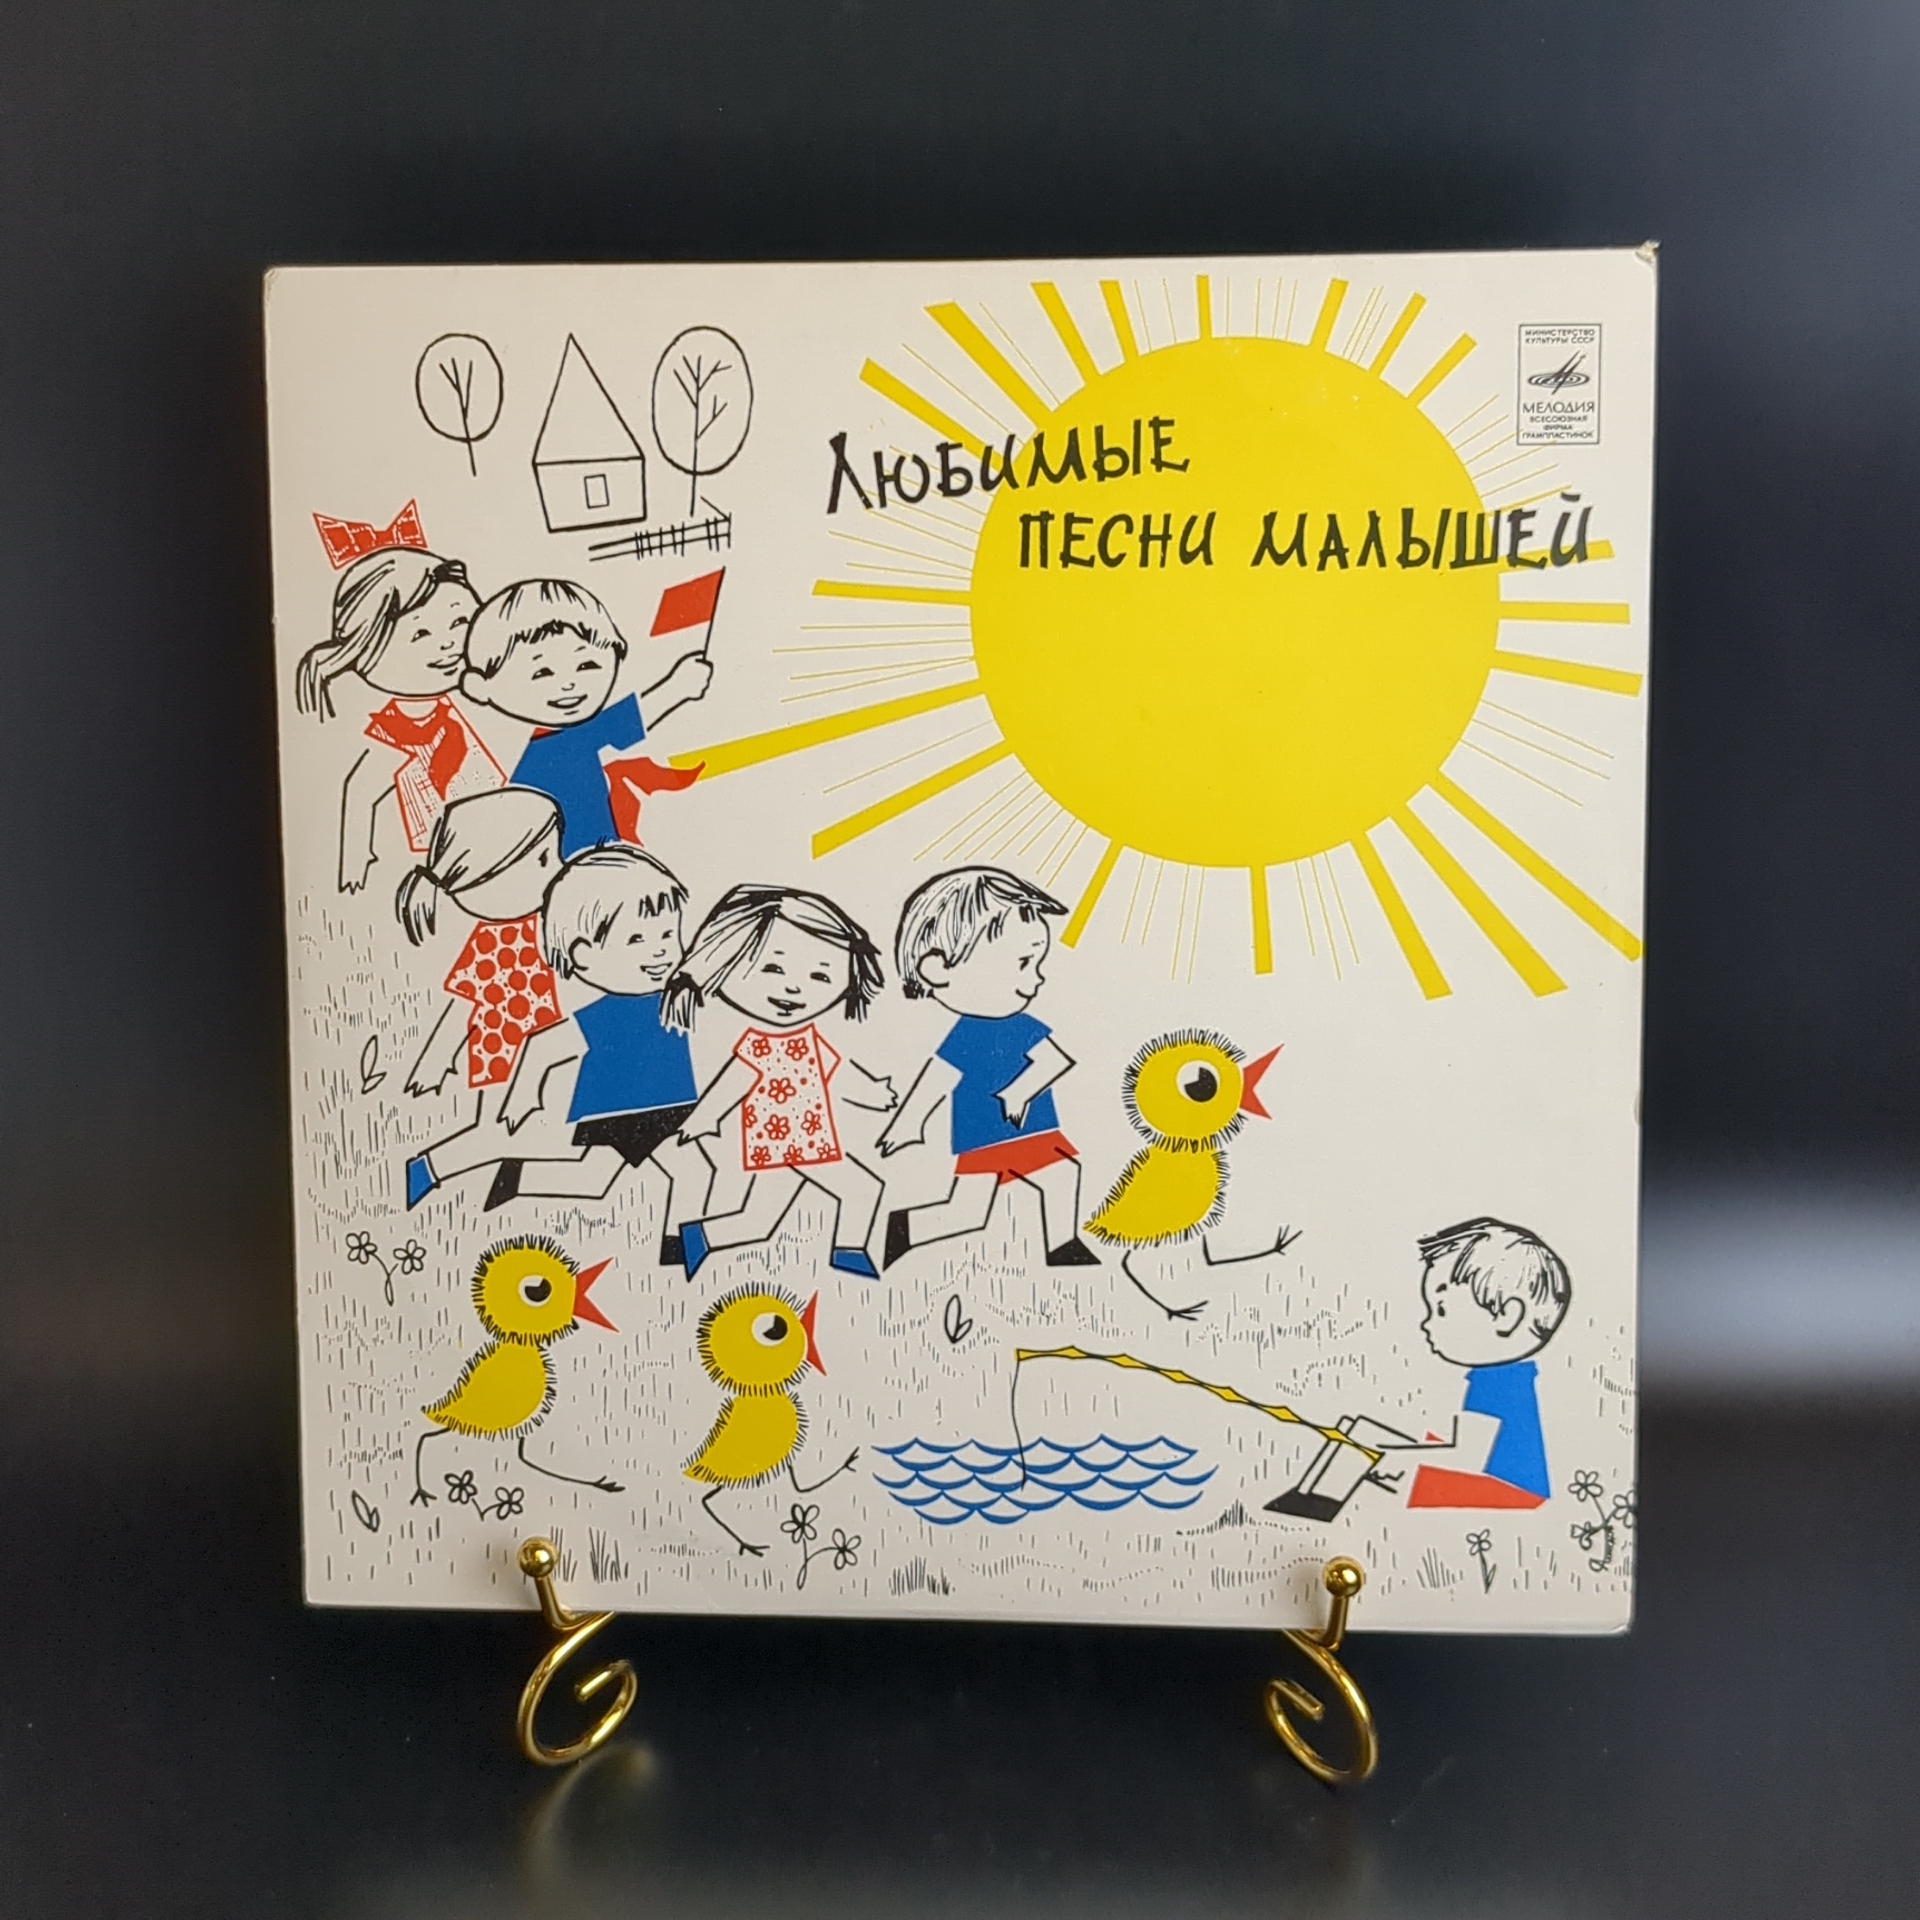 МИНИСТЕРСТВО
КУЛЬТУРЫ СССР
МЕЛОДИЯ
ВСЕСОЮЗНАЯ
ФИРМА
ГРАМПЛАСТИНОК
ЛЮБИМЫЕ
ПЕСНИ МАЛЫШЕЙ